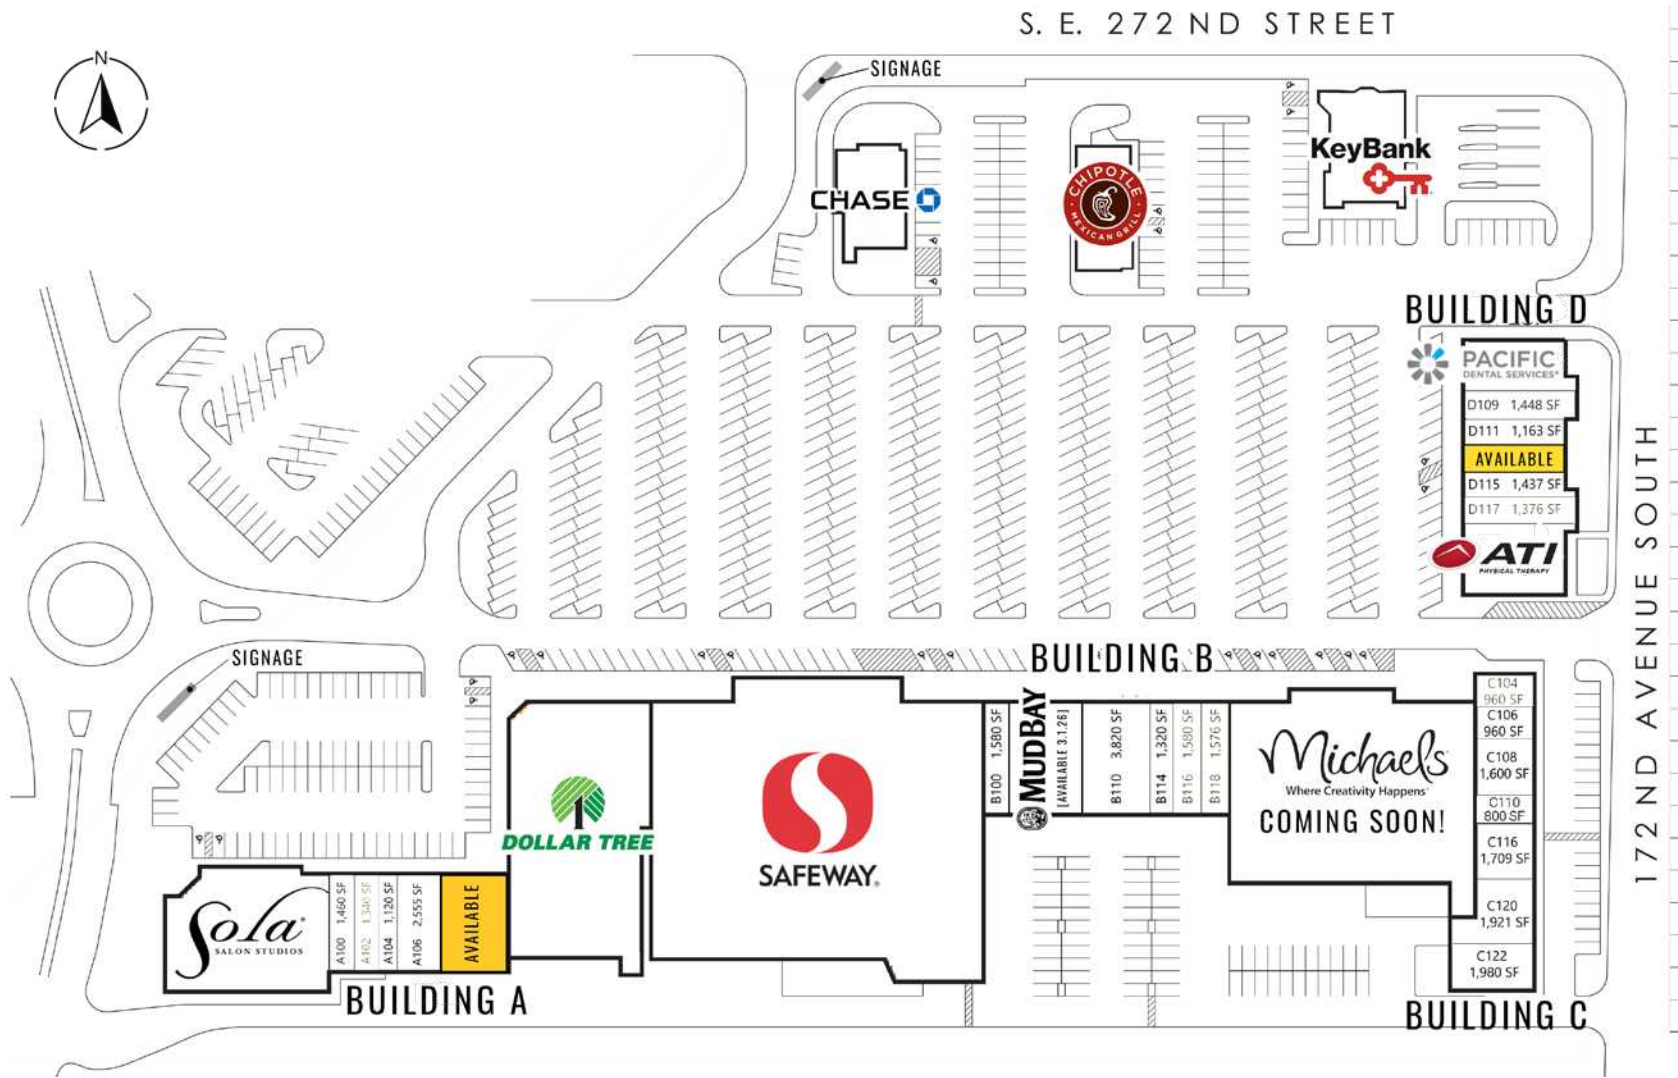 S. E. 272 ND STREET
N
SIGNAGE
CHASE
CHIPOTLE
MEXICAN GRILL
KeyBank
BUILDING D
PACIFIC
DENTAL SERVICES
D109 1,448 SF
D111 1,163 SF
AVAILABLE
D115 1,437 SF
D117 1,376 SF
ATI
PHYSICAL THERAPY
172 ND AVENUE SOUTH
SIGNAGE
BUILDING B
DOLLAR TREE
SAFEWAY
B100 1,580 SF
MUDBAY
[AVAILABLE 3.1.26]
B110 3,820 SF
B114 1,320 SF
B116 1,580 SF
B118 1,576 SF
Michaels
Where Creativity Happens
COMING SOON!
C104
960 SF
C106
960 SF
C108
1,600 SF
C110
800 SF
C116
1,709 SF
C120
1,921 SF
C122
1,980 SF
Sola
SALON STUDIOS
A100 1,460 SF
A102 1,340 SF
A104 1,120 SF
A106 2,555 SF
AVAILABLE
BUILDING A
BUILDING C